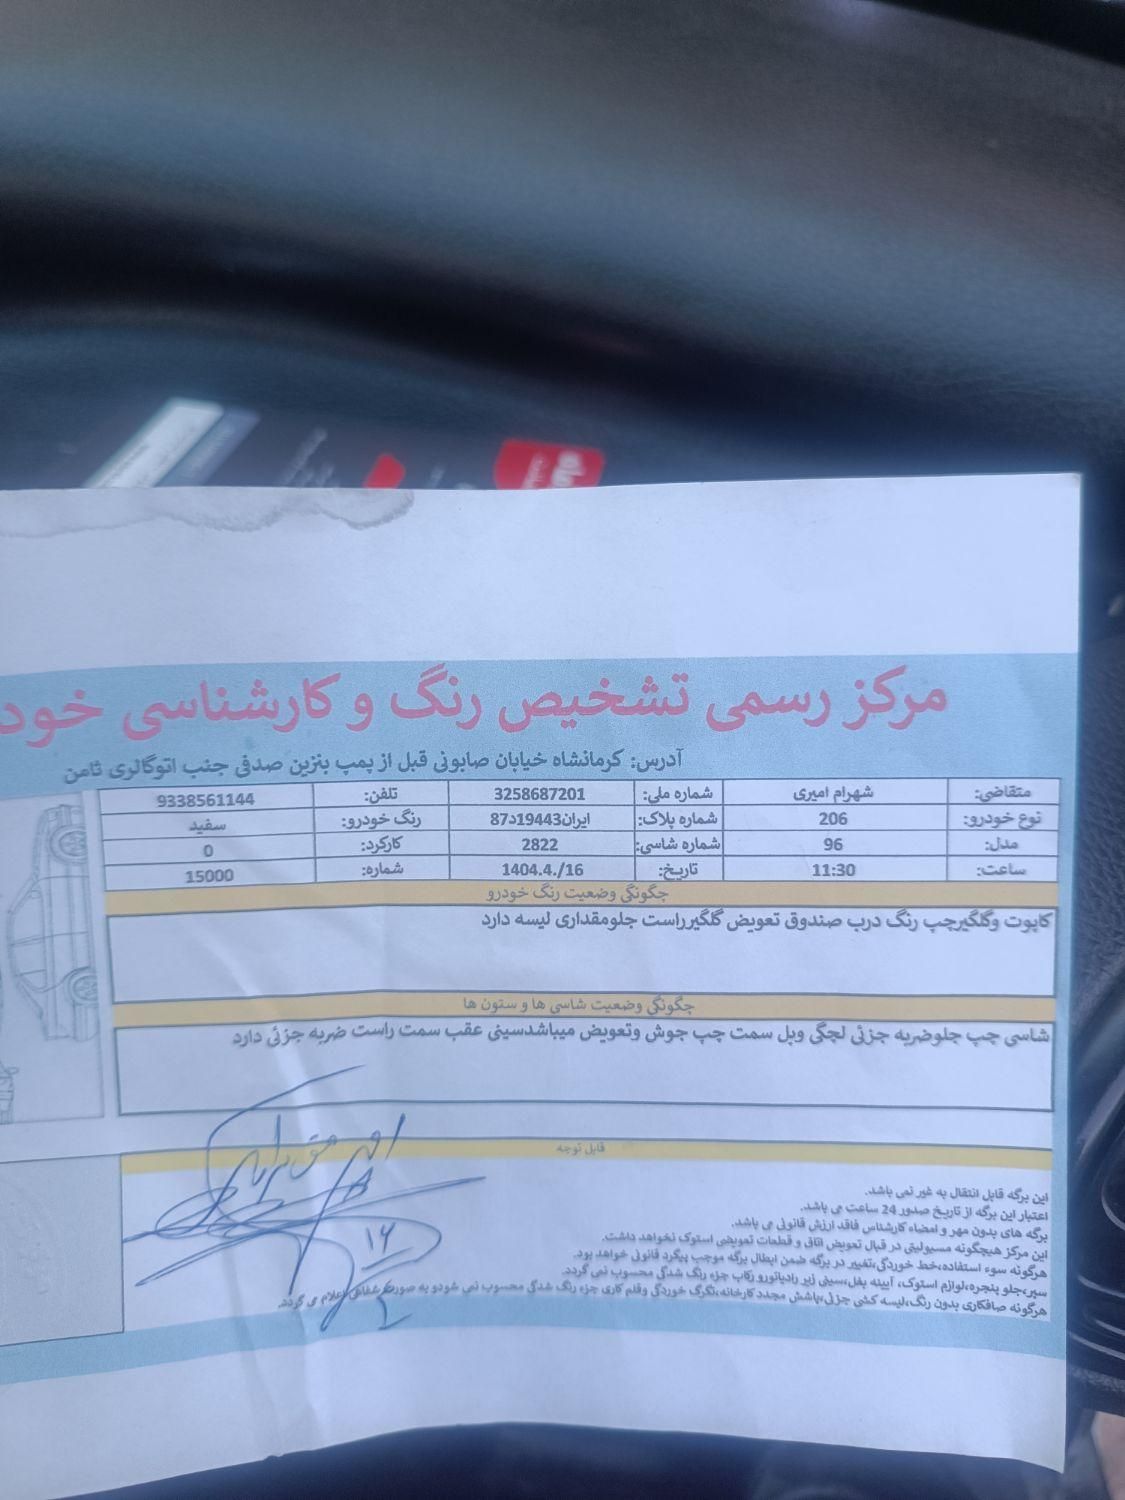 مرکز رسمی تشخیص رنگ و کارشناسی خود
آدرس: کرمانشاه خیابان صابونی قبل از پمپ بنزین صدفی جنب اتوگالری ثامن
متقاضی: شهرام امیری شماره ملی: 3258687201 تلفن: 9338561144
نوع خودرو: 206 شماره پلاک: ایران19443د87 رنگ خودرو: سفید
مدل: 96 شماره شاسی: 2822 کارکرد: 0
ساعت: 11:30 تاریخ: 1404.4./16 شماره: 15000
چگونگی وضعیت رنگ خودرو
کاپوت وگلگیرچپ رنگ درب صندوق تعویض گلگیرراست جلومقداری لیسه دارد
چگونگی وضعیت شاسی ها و ستون ها
شاسی چپ جلوضربه جزئی لچگی وپل سمت چپ جوش وتعویض میباشدسینی عقب سمت راست ضربه جزئی دارد
قابل توجه
این برگه قابل انتقال به غیر نمی باشد.
اعتبار این برگه از تاریخ صدور 24 ساعت می باشد.
برگه های بدون مهر و امضاء کارشناس فاقد ارزش قانونی می باشد.
این مرکز هیچگونه مسیولیتی در قبال تعویض اتاق و قطعات تعویضی استوک نخواهد داشت.
هرگونه سوء استفاده،خط خوردگی،تغییر در برگه ضمن ابطال برگه موجب پیگرد قانونی خواهد بود.
سپر،جلو پنجره،لوازم استوک، آیینه بغل،سینی زیر رادیاتورو رکاب جزء رنگ شدگی محسوب نمی گردد.
هرگونه صافکاری بدون رنگ،لیسه کشی جزئی،پاشش مجدد کارخانه،تگرگ خوردگی وقلم کاری جزء رنگ شدگی محسوب نمی شودو به صورت شفاهی اعلام می گردد.
۱۶
۴